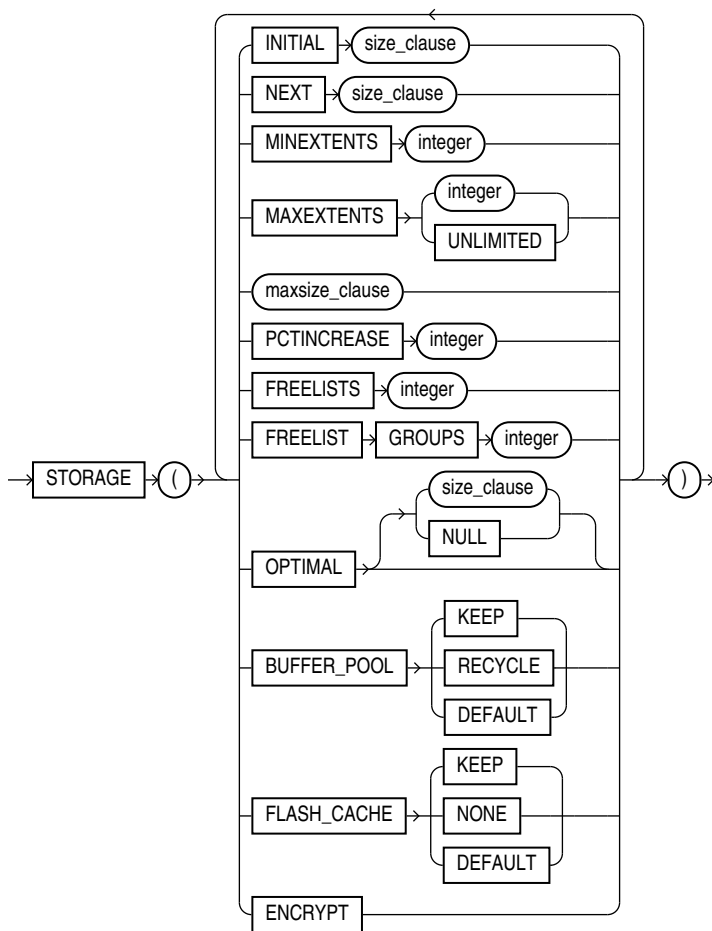 INITIAL size_clause
NEXT size_clause
MINEXTENTS integer
integer
MAXEXTENTS
UNLIMITED
maxsize_clause
PCTINCREASE integer
FREELISTS integer
FREELIST GROUPS integer
STORAGE ( )
size_clause
NULL
OPTIMAL
KEEP
BUFFER_POOL RECYCLE
DEFAULT
KEEP
FLASH_CACHE NONE
DEFAULT
ENCRYPT